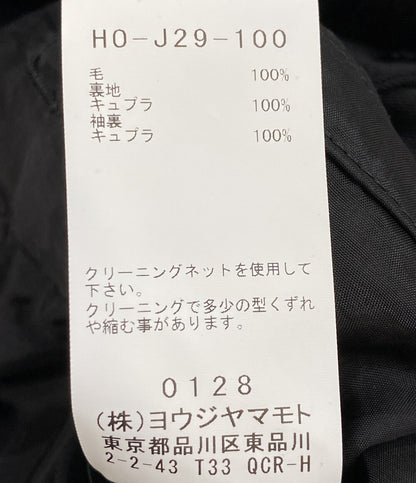 HO-J29-100
毛 100%
裏地
キュプラ 100%
袖裏
キュプラ 100%
クリーニングネットを使用して
下さい。
クリーニングで多少の型くずれ
や縮む事があります。
0128
(株)ヨウジヤマモト
東京都品川区東品川
2-2-43 T33 QCR-H